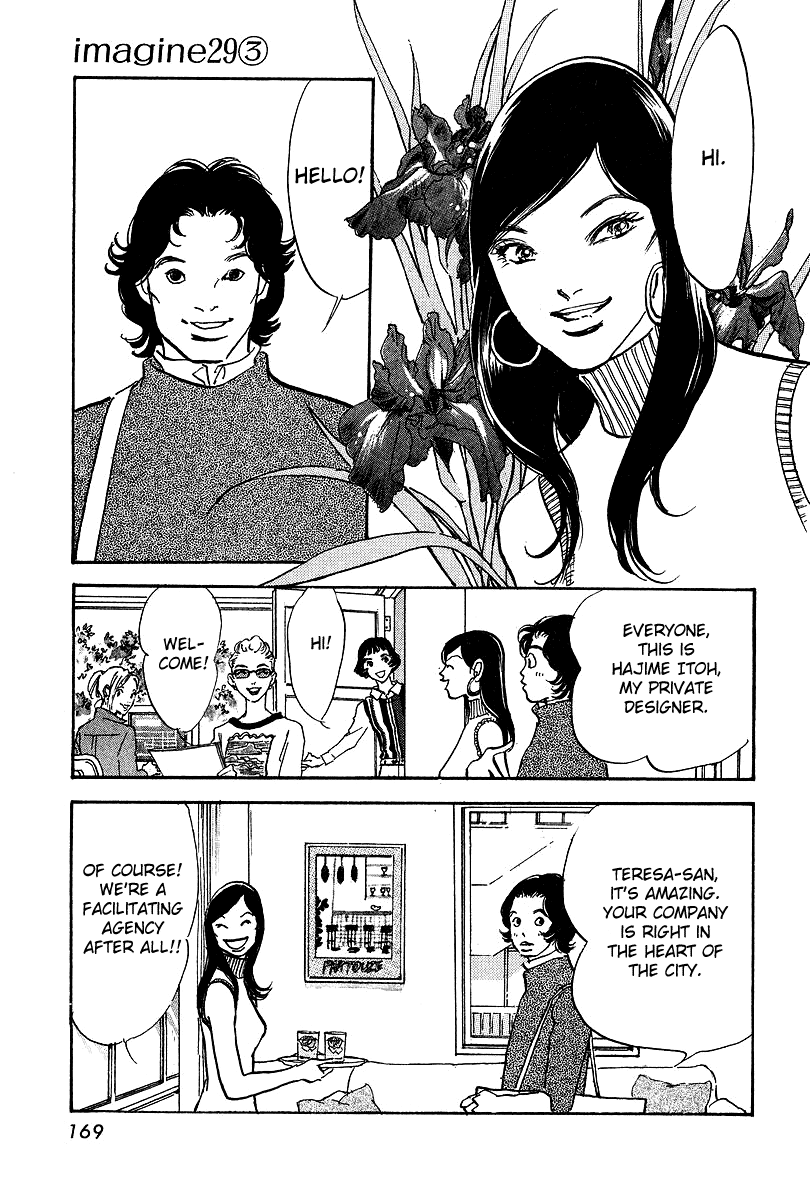 imagine29③
HI.
HELLO!
EVERYONE,
THIS IS
HAJIME ITOH,
MY PRIVATE
DESIGNER.
HI!
WEL-
COME!
TERESA-SAN,
IT'S AMAZING.
YOUR COMPANY
IS RIGHT IN
THE HEART OF
THE CITY.
OF COURSE!
WE'RE A
FACILITATING
AGENCY
AFTER ALL!!
169